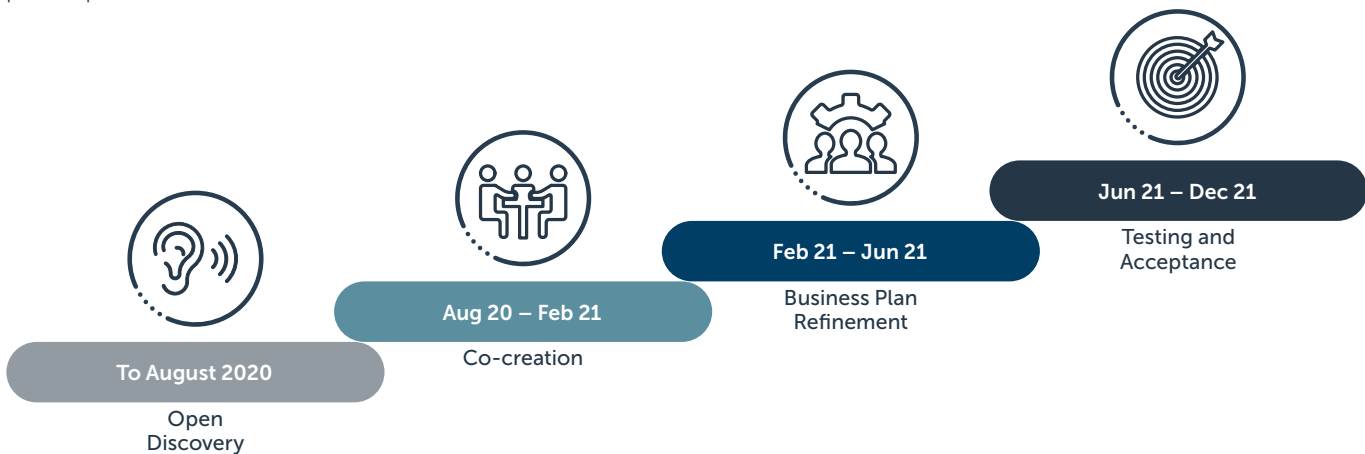 To August 2020
Open
Discovery
Aug 20 – Feb 21
Co-creation
Feb 21 – Jun 21
Business Plan
Refinement
Jun 21 – Dec 21
Testing and
Acceptance